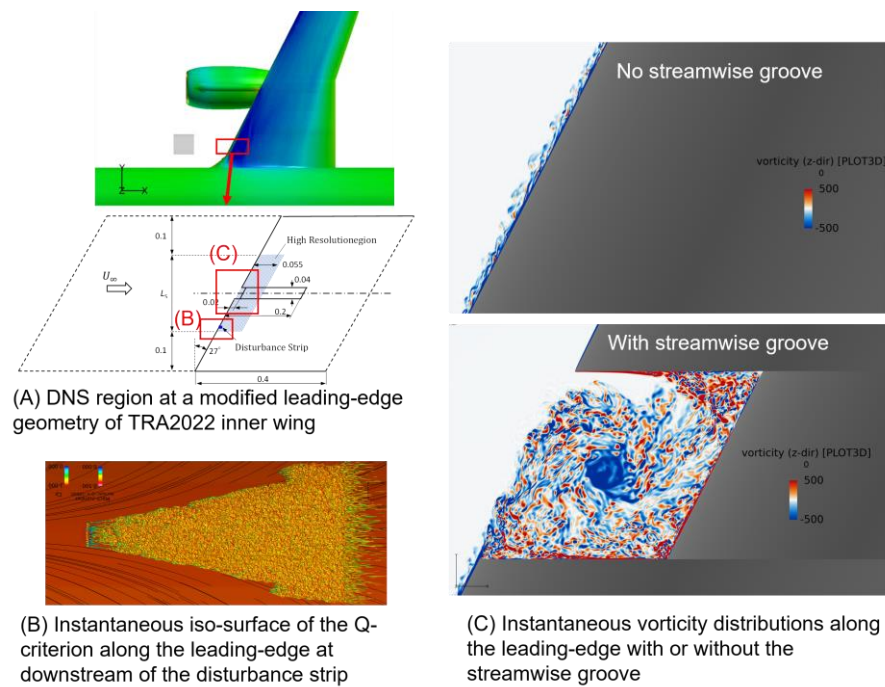 Y
Z
X
0.1
High Resolutionegion
(C)
0.055
U∞
0.04
Lₛ
0.02
(B)
0.2
0.1
Disturbance Strip
27°
0.4
(A) DNS region at a modified leading-edge
geometry of TRA2022 inner wing
(B) Instantaneous iso-surface of the Q-
criterion along the leading-edge at
downstream of the disturbance strip
No streamwise groove
vorticity (z-dir) [PLOT3D]
0
500
-500
With streamwise groove
vorticity (z-dir) [PLOT3D]
0
500
-500
(C) Instantaneous vorticity distributions along
the leading-edge with or without the
streamwise groove